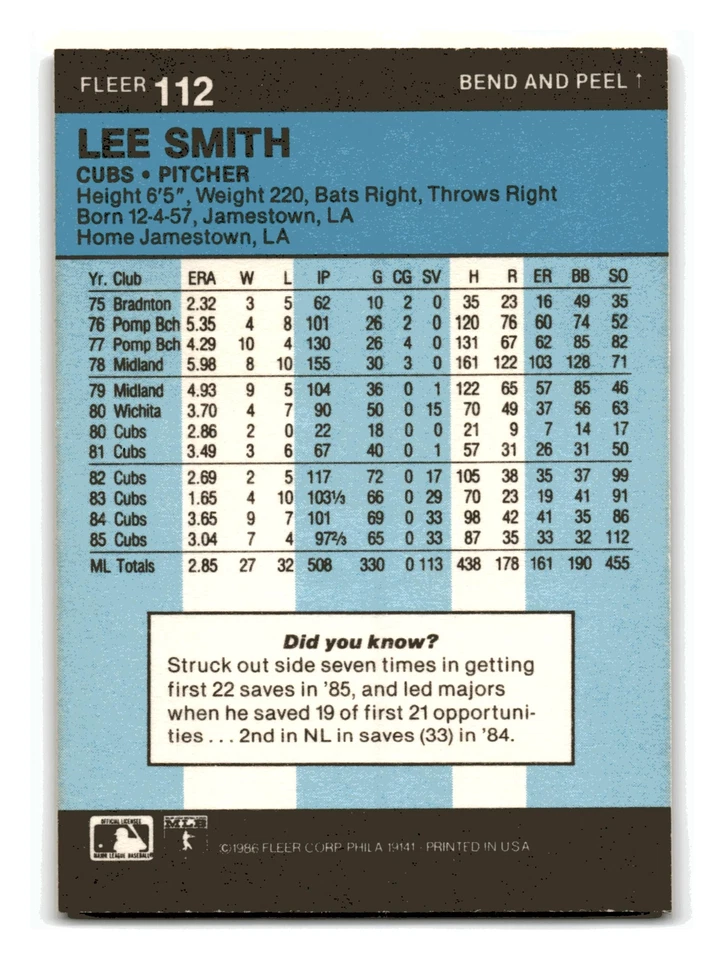 FLEER 112 BEND AND PEEL ↑
LEE SMITH
CUBS • PITCHER
Height 6'5", Weight 220, Bats Right, Throws Right
Born 12-4-57, Jamestown, LA
Home Jamestown, LA
Yr. Club ERA W L IP G CG SV H R ER BB SO
75 Bradnton 2.32 3 5 62 10 2 0 35 23 16 49 35
76 Pomp Bch 5.35 4 8 101 26 2 0 120 76 60 74 52
77 Pomp Bch 4.29 10 4 130 26 4 0 131 67 62 85 82
78 Midland 5.98 8 10 155 30 3 0 161 122 103 128 71
79 Midland 4.93 9 5 104 36 0 1 122 65 57 85 46
80 Wichita 3.70 4 7 90 50 0 15 70 49 37 56 63
80 Cubs 2.86 2 0 22 18 0 0 21 9 7 14 17
81 Cubs 3.49 3 6 67 40 0 1 57 31 26 31 50
82 Cubs 2.69 2 5 117 72 0 17 105 38 35 37 99
83 Cubs 1.65 4 10 103⅓ 66 0 29 70 23 19 41 91
84 Cubs 3.65 9 7 101 69 0 33 98 42 41 35 86
85 Cubs 3.04 7 4 97⅔ 65 0 33 87 35 33 32 112
ML Totals 2.85 27 32 508 330 0 113 438 178 161 190 455
Did you know?
Struck out side seven times in getting
first 22 saves in '85, and led majors
when he saved 19 of first 21 opportuni-
ties . . . 2nd in NL in saves (33) in '84.
OFFICIAL LICENSEE
MAJOR LEAGUE BASEBALL
MLB
©1986 FLEER CORP. PHILA 19141 · PRINTED IN U.S.A